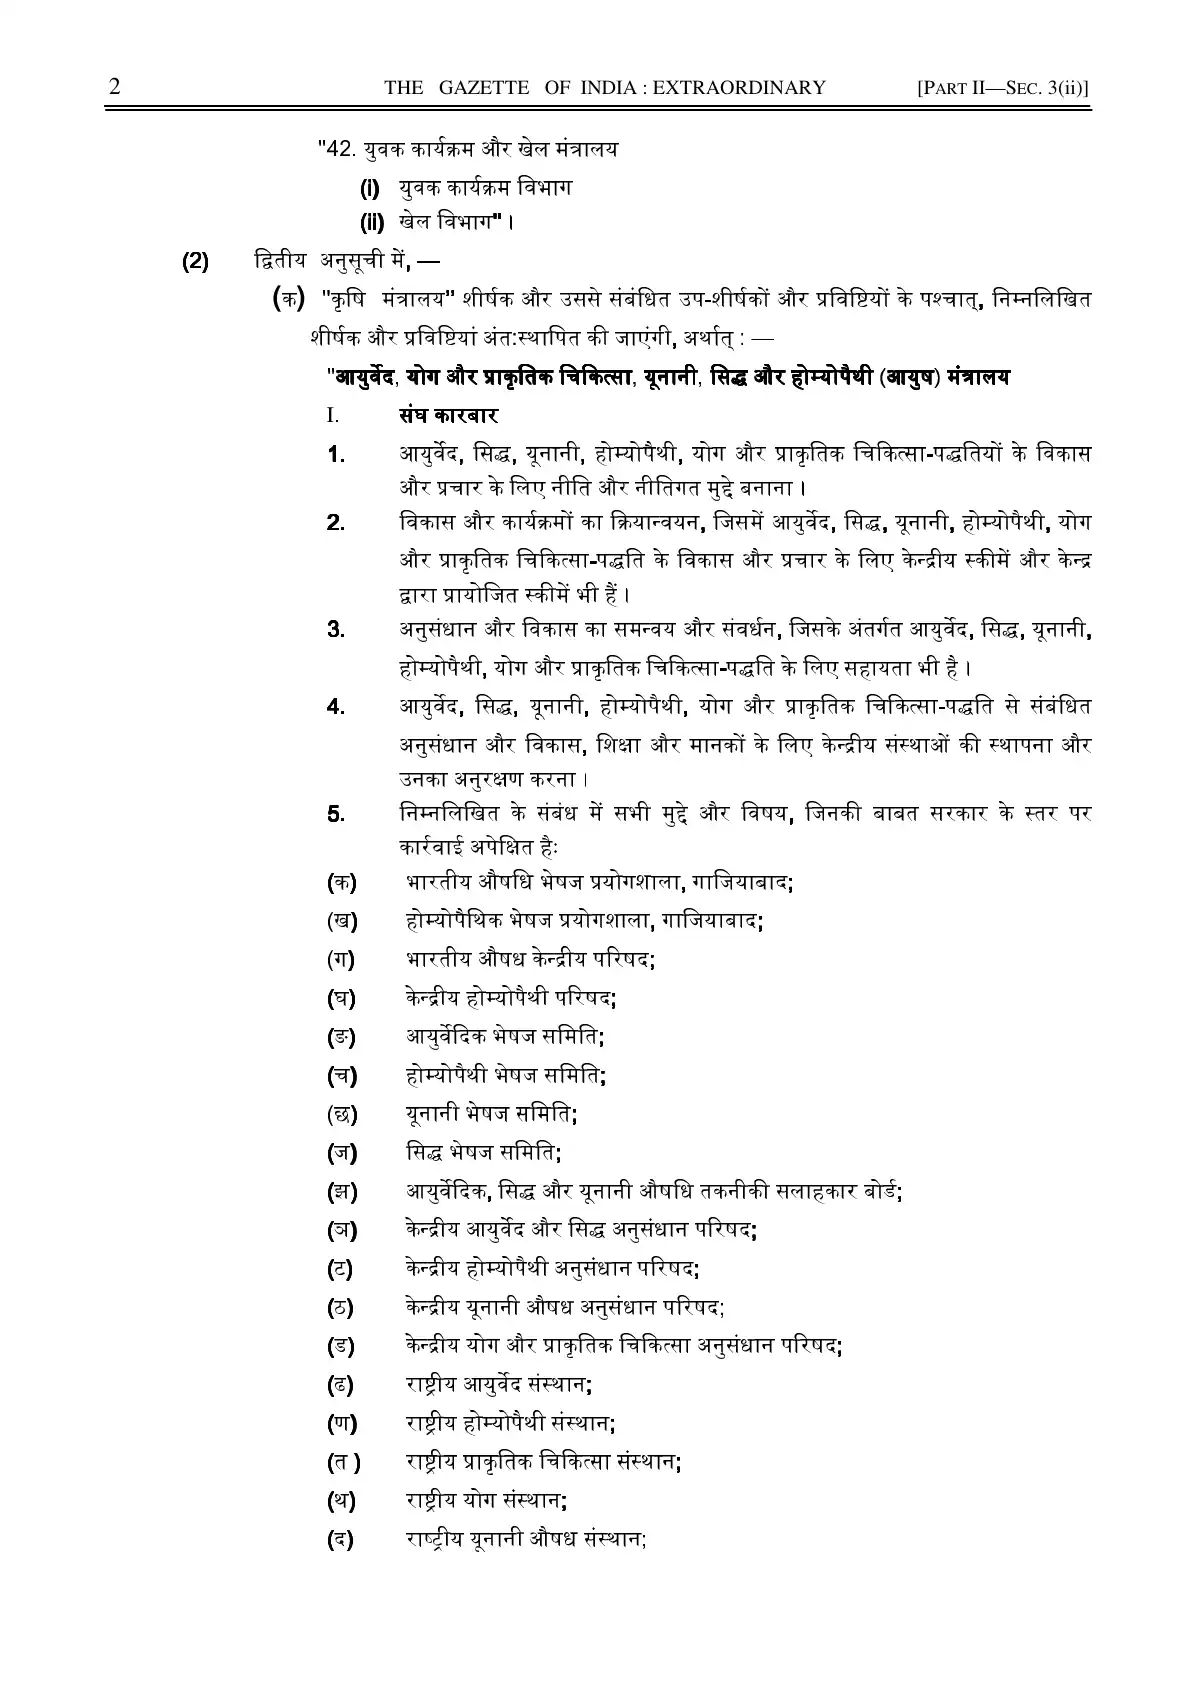 2 THE GAZETTE OF INDIA : EXTRAORDINARY [PART II—SEC. 3(ii)]
"42. युवक कार्यक्रम और खेल मंत्रालय
(i) युवक कार्यक्रम विभाग
(ii) खेल विभाग" ।
(2) द्वितीय अनुसूची में, —
(क) "कृषि मंत्रालय” शीर्षक और उससे संबंधित उप-शीर्षकों और प्रविष्टियों के पश्चात्, निम्नलिखित
शीर्षक और प्रविष्टियां अंत:स्थापित की जाएंगी, अर्थात् : —
"आयुर्वेद, योग और प्राकृतिक चिकित्सा, यूनानी, सिद्ध और होम्योपैथी (आयुष) मंत्रालय
I. संघ कारबार
1. आयुर्वेद, सिद्ध, यूनानी, होम्योपैथी, योग और प्राकृतिक चिकित्सा-पद्धतियों के विकास
और प्रचार के लिए नीति और नीतिगत मुद्दे बनाना ।
2. विकास और कार्यक्रमों का क्रियान्वयन, जिसमें आयुर्वेद, सिद्ध, यूनानी, होम्योपैथी, योग
और प्राकृतिक चिकित्सा-पद्धति के विकास और प्रचार के लिए केन्द्रीय स्कीमें और केन्द्र
द्वारा प्रायोजित स्कीमें भी हैं ।
3. अनुसंधान और विकास का समन्वय और संवर्धन, जिसके अंतर्गत आयुर्वेद, सिद्ध, यूनानी,
होम्योपैथी, योग और प्राकृतिक चिकित्सा-पद्धति के लिए सहायता भी है ।
4. आयुर्वेद, सिद्ध, यूनानी, होम्योपैथी, योग और प्राकृतिक चिकित्सा-पद्धति से संबंधित
अनुसंधान और विकास, शिक्षा और मानकों के लिए केन्द्रीय संस्थाओं की स्थापना और
उनका अनुरक्षण करना ।
5. निम्नलिखित के संबंध में सभी मुद्दे और विषय, जिनकी बाबत सरकार के स्तर पर
कार्रवाई अपेक्षित हैः
(क) भारतीय औषधि भेषज प्रयोगशाला, गाजियाबाद;
(ख) होम्योपैथिक भेषज प्रयोगशाला, गाजियाबाद;
(ग) भारतीय औषध केन्द्रीय परिषद;
(घ) केन्द्रीय होम्योपैथी परिषद;
(ङ) आयुर्वेदिक भेषज समिति;
(च) होम्योपैथी भेषज समिति;
(छ) यूनानी भेषज समिति;
(ज) सिद्ध भेषज समिति;
(झ) आयुर्वेदिक, सिद्ध और यूनानी औषधि तकनीकी सलाहकार बोर्ड;
(ञ) केन्द्रीय आयुर्वेद और सिद्ध अनुसंधान परिषद;
(ट) केन्द्रीय होम्योपैथी अनुसंधान परिषद;
(ठ) केन्द्रीय यूनानी औषध अनुसंधान परिषद;
(ड) केन्द्रीय योग और प्राकृतिक चिकित्सा अनुसंधान परिषद;
(ढ) राष्ट्रीय आयुर्वेद संस्थान;
(ण) राष्ट्रीय होम्योपैथी संस्थान;
(त ) राष्ट्रीय प्राकृतिक चिकित्सा संस्थान;
(थ) राष्ट्रीय योग संस्थान;
(द) राष्ट्रीय यूनानी औषध संस्थान;